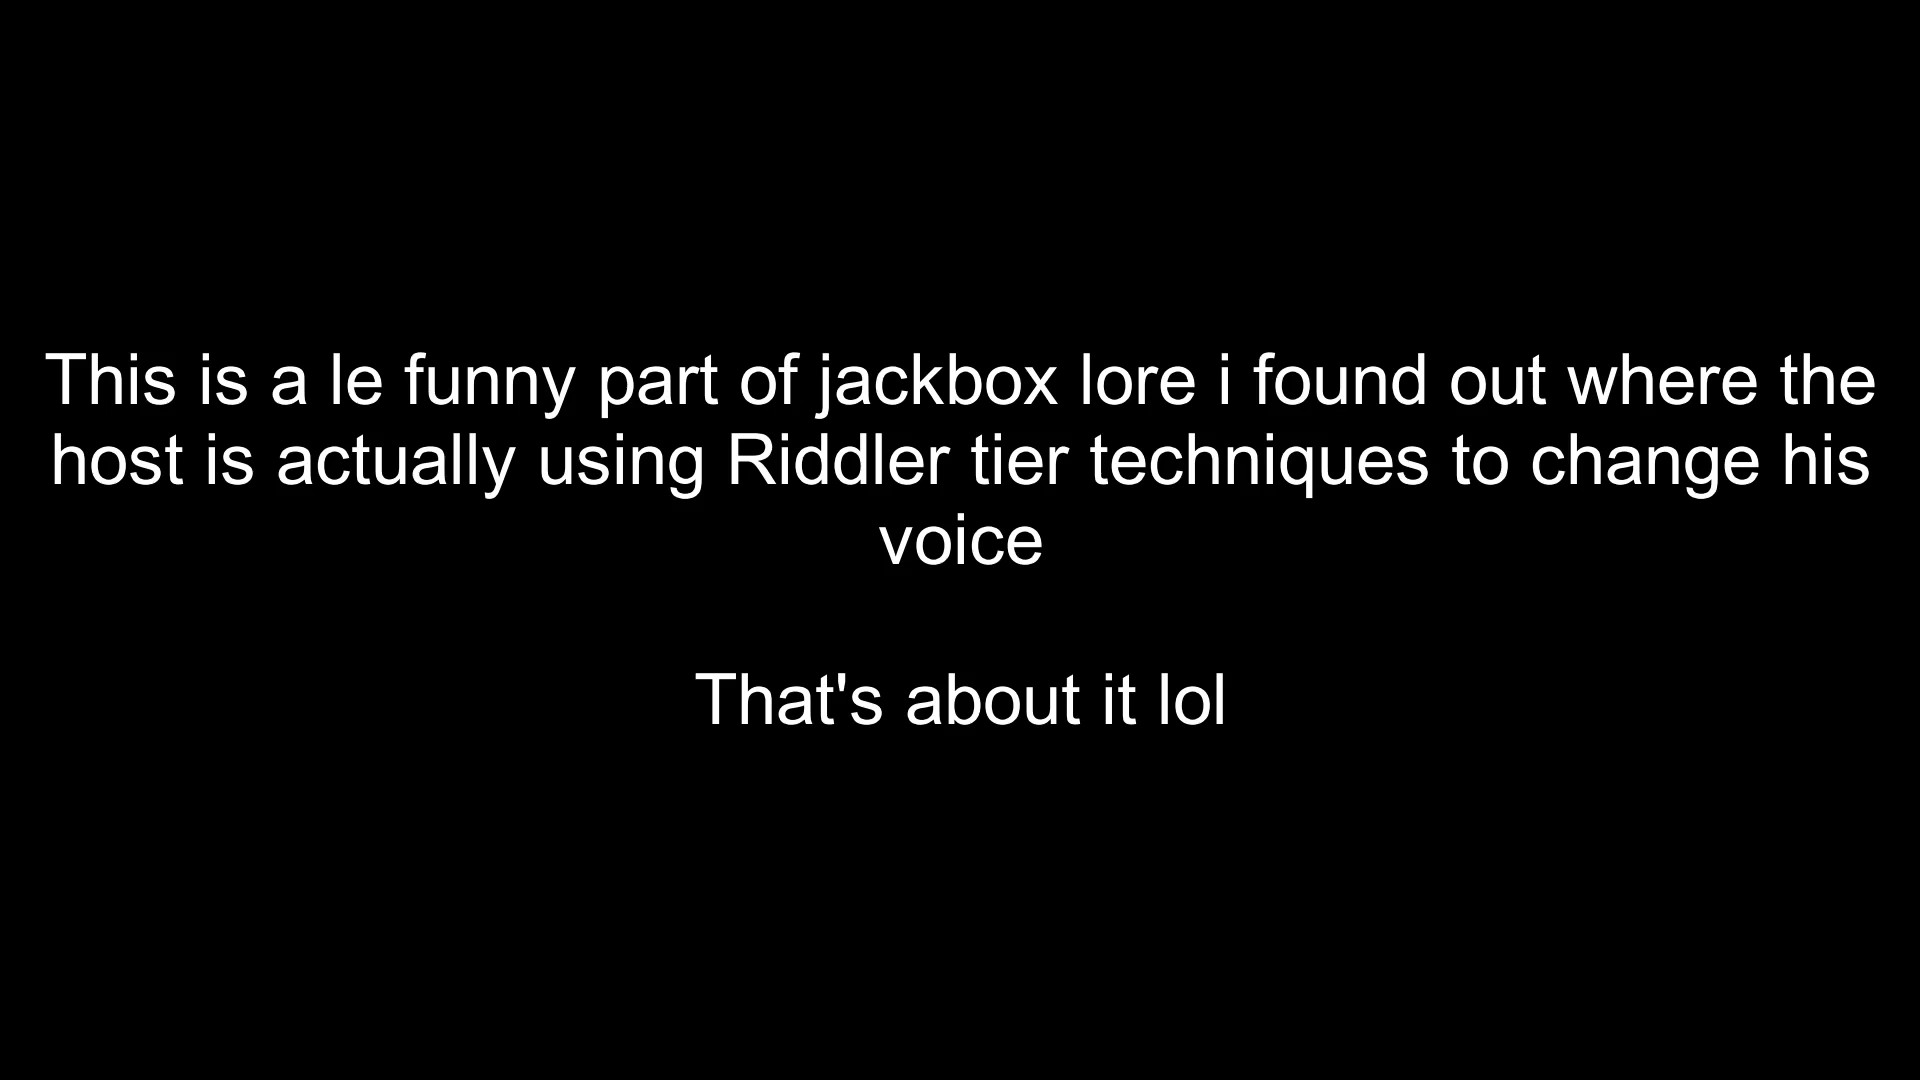 This is a le funny part of jackbox lore i found out where the
host is actually using Riddler tier techniques to change his
voice
That's about it lol